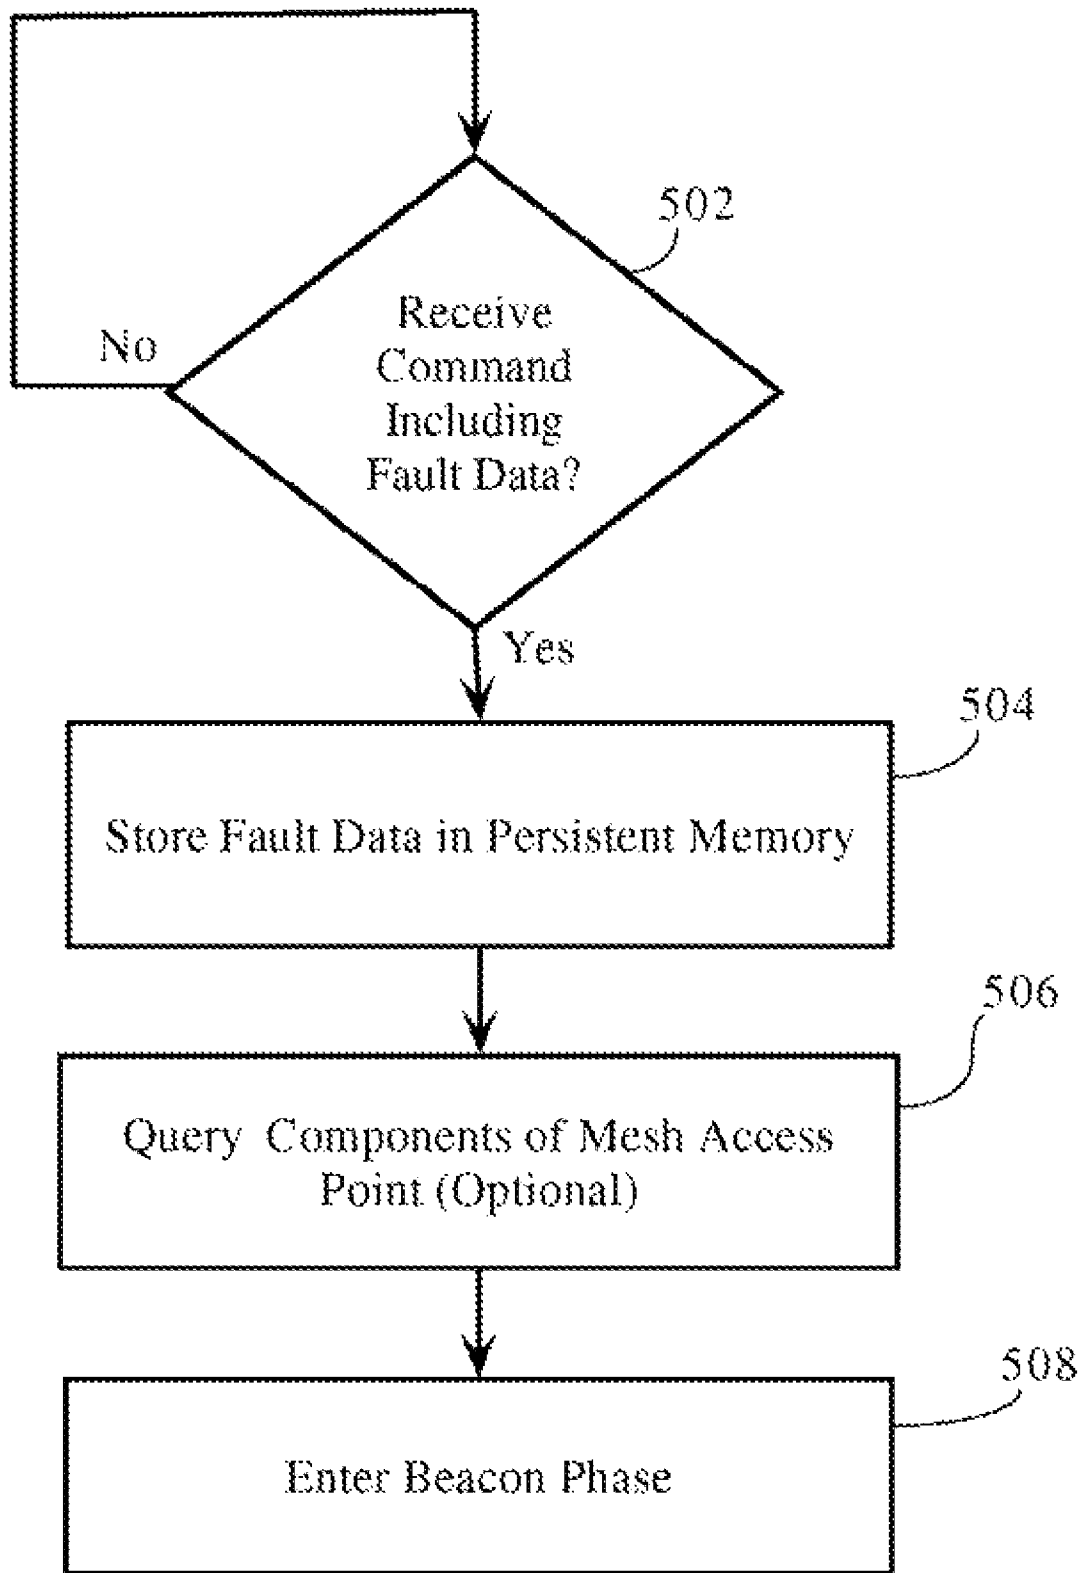 502
Receive
Command
Including
Fault Data?
No
Yes
504
Store Fault Data in Persistent Memory
506
Query Components of Mesh Access
Point (Optional)
508
Enter Beacon Phase